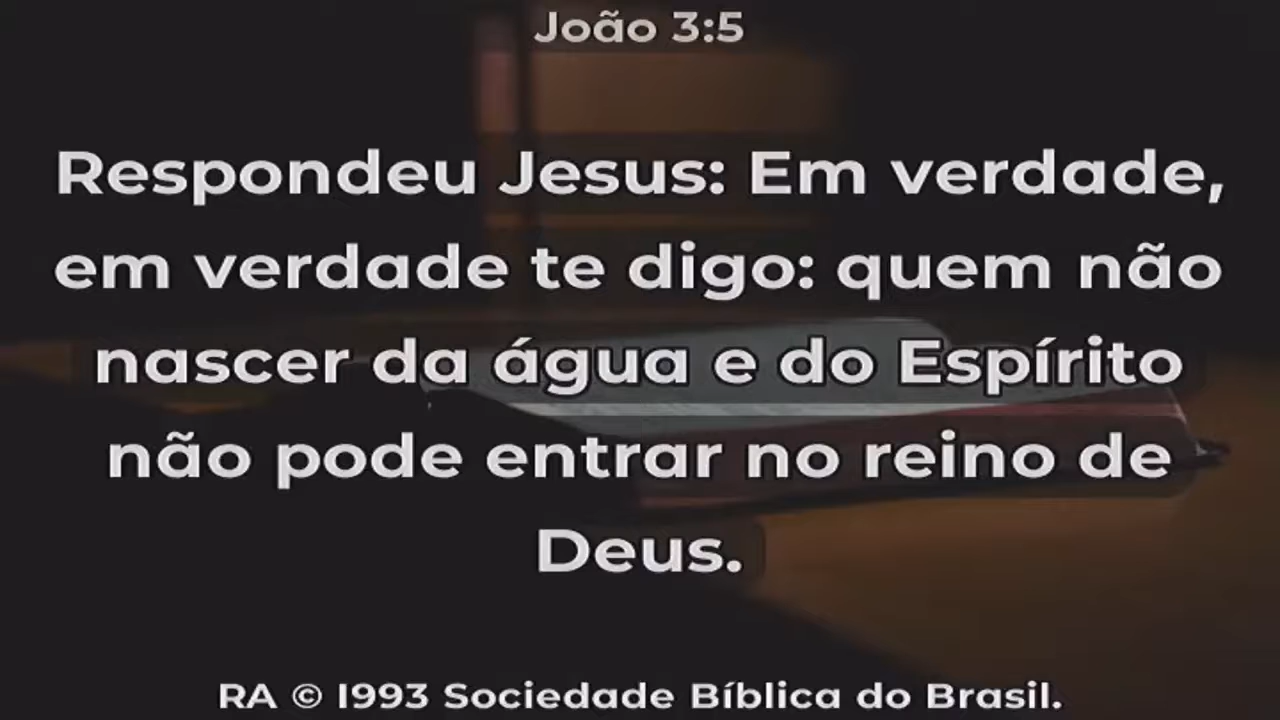 João 3:5
Respondeu Jesus: Em verdade,
em verdade te digo: quem não
nascer da água e do Espírito
não pode entrar no reino de
Deus.
RA © 1993 Sociedade Bíblica do Brasil.